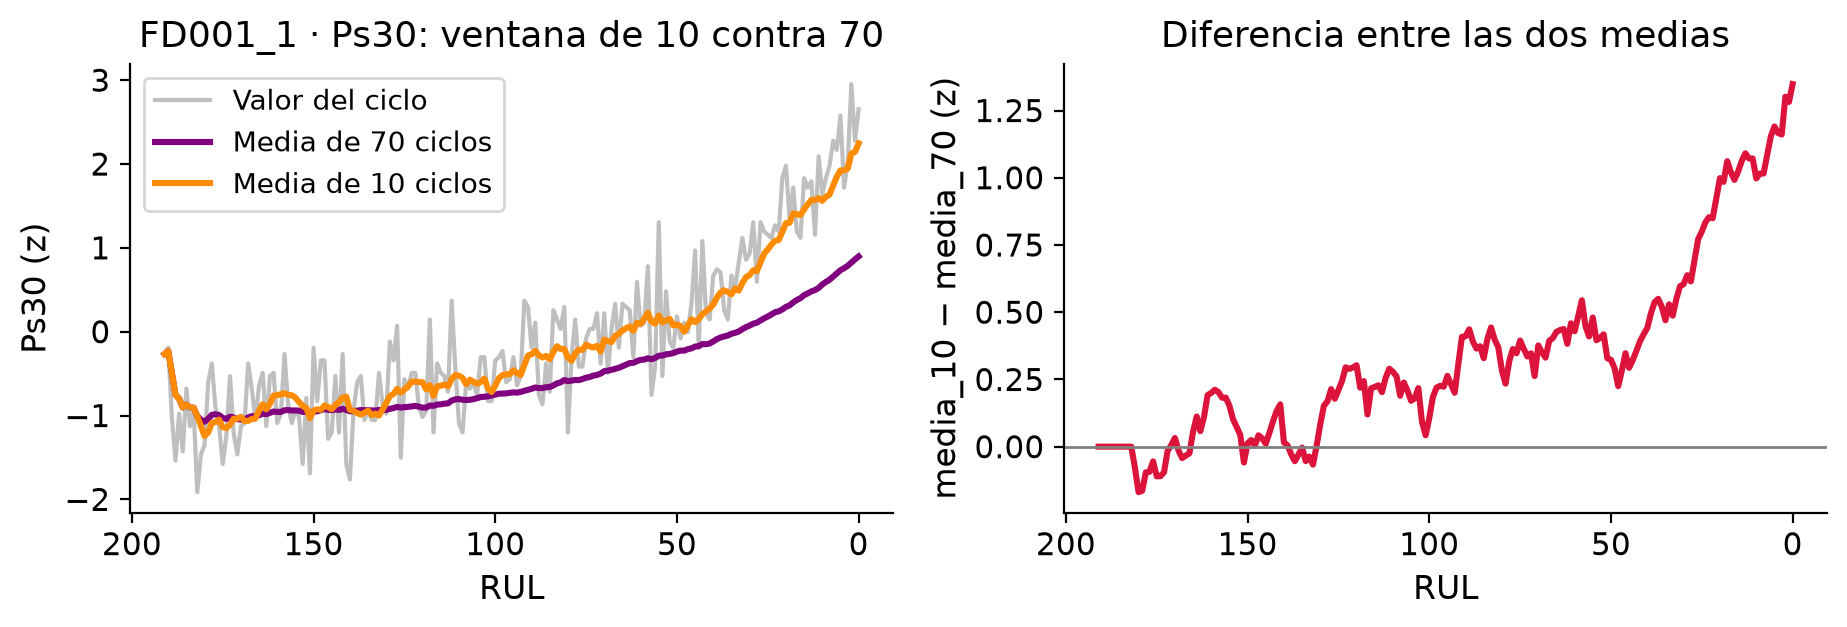 FD001_1 · Ps30: ventana de 10 contra 70
Valor del ciclo
Media de 70 ciclos
Media de 10 ciclos
Ps30 (z)
3
2
1
0
−1
−2
200 150 100 50 0
RUL
Diferencia entre las dos medias
media_10 − media_70 (z)
1.25
1.00
0.75
0.50
0.25
0.00
200 150 100 50 0
RUL